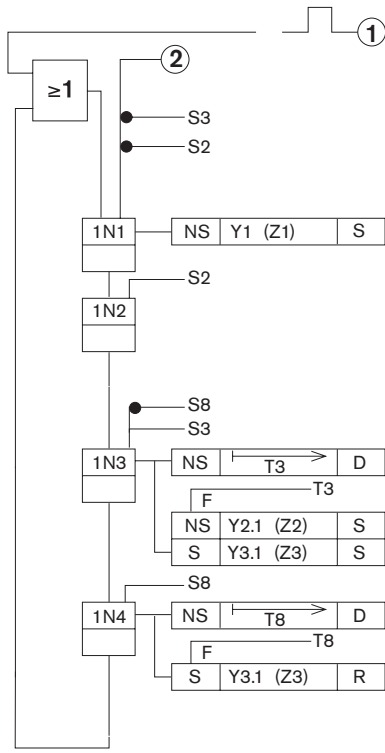 1
2
≥1
S3
S2
1N1 NS Y1 (Z1) S
S2
1N2
S8
S3
1N3 NS T3 D
T3
F
NS Y2.1 (Z2) S
S Y3.1 (Z3) S
S8
1N4 NS T8 D
T8
F
S Y3.1 (Z3) R